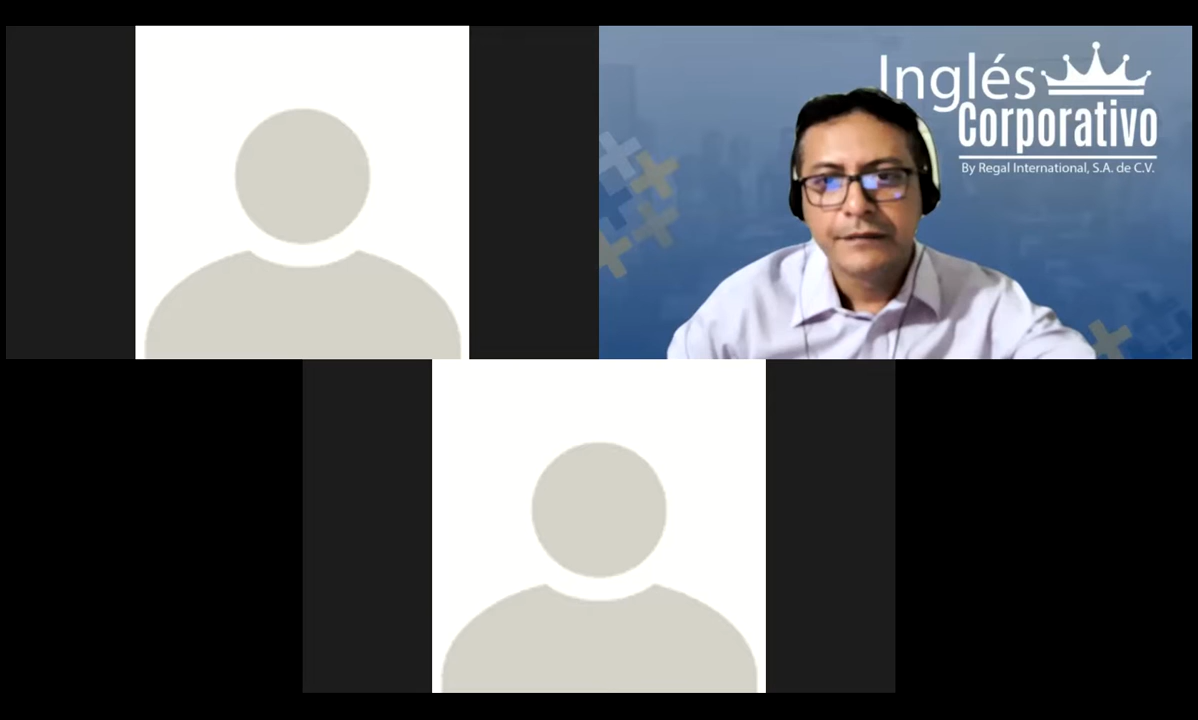 Inglés
Corporativo
By Regal International, S.A. de C.V.